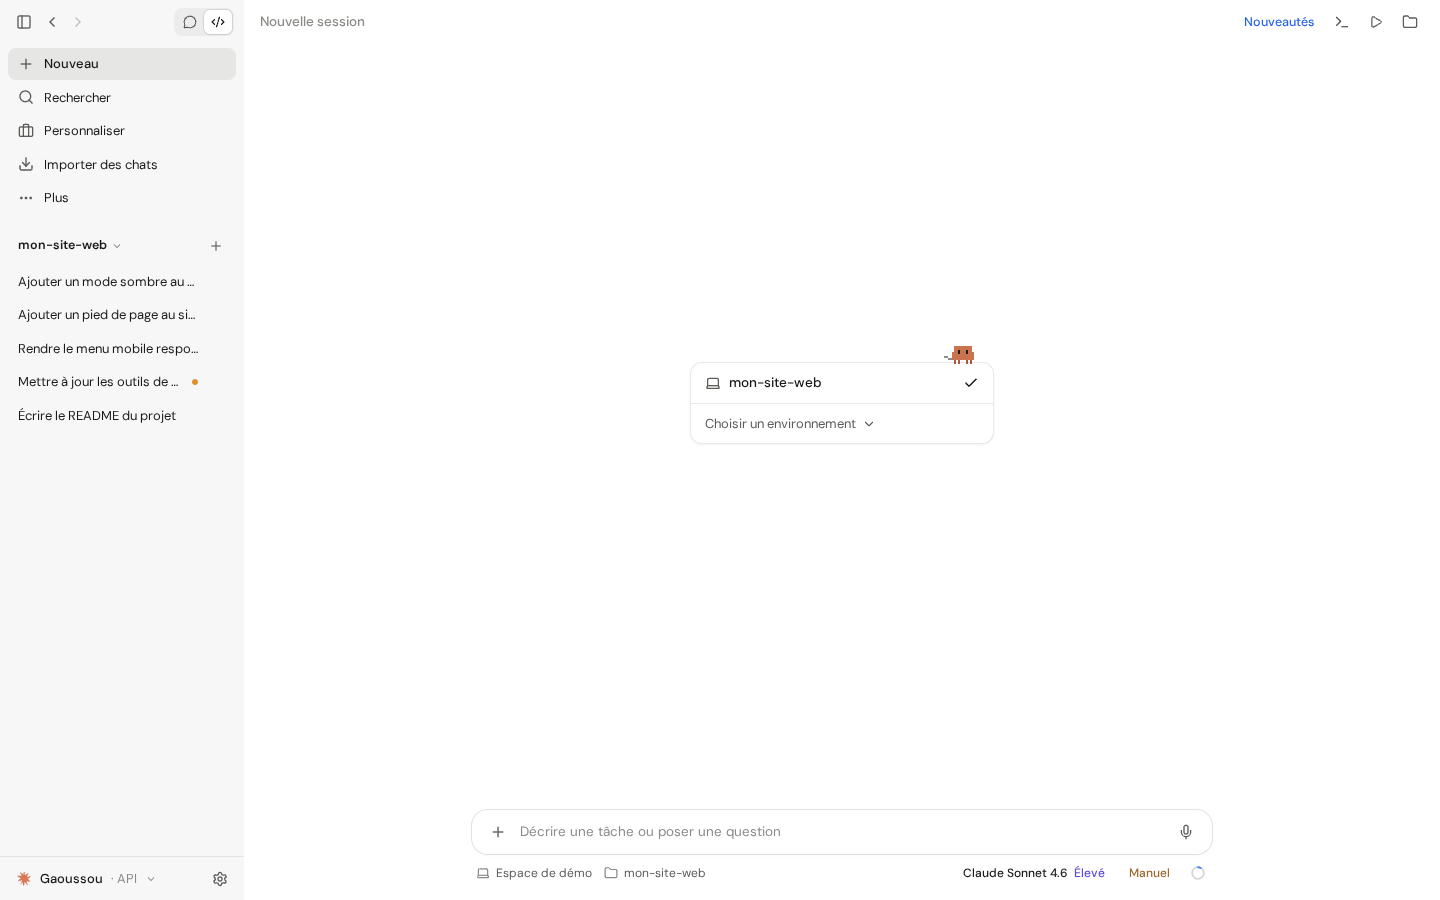 Nouvelle session
Nouveautés
Nouveau
Rechercher
Personnaliser
Importer des chats
Plus
mon-site-web
Ajouter un mode sombre au ...
Ajouter un pied de page au si...
Rendre le menu mobile respo...
Mettre à jour les outils de ...
Écrire le README du projet
mon-site-web
Choisir un environnement
Décrire une tâche ou poser une question
Espace de démo mon-site-web Claude Sonnet 4.6 Élevé Manuel
Gaoussou · API